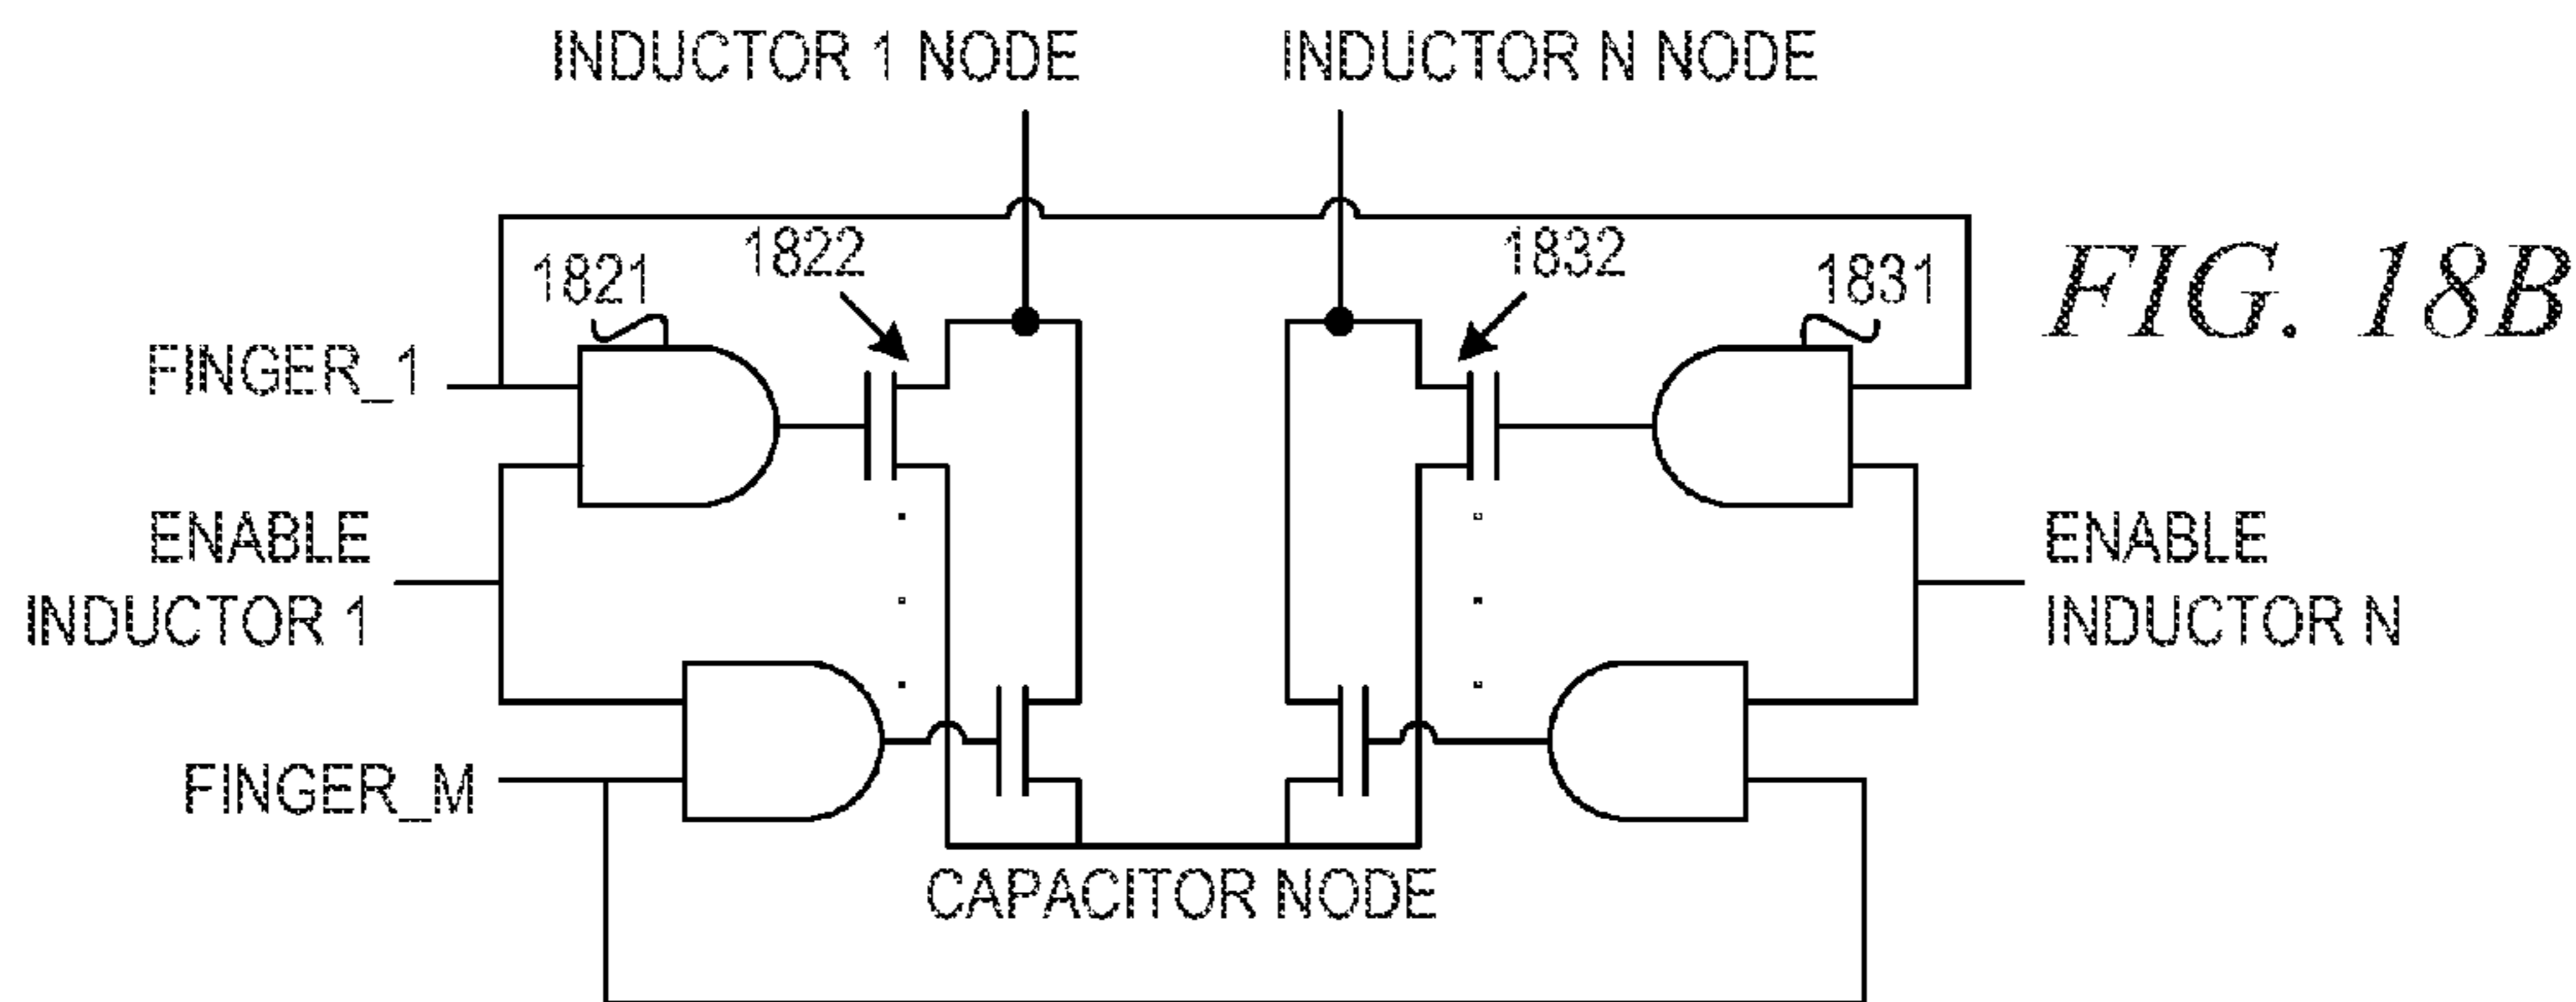 INDUCTOR 1 NODE
INDUCTOR N NODE
1821
1822
1832
1831
FIG. 18B
FINGER_1
ENABLE
INDUCTOR 1
ENABLE
INDUCTOR N
FINGER_M
CAPACITOR NODE